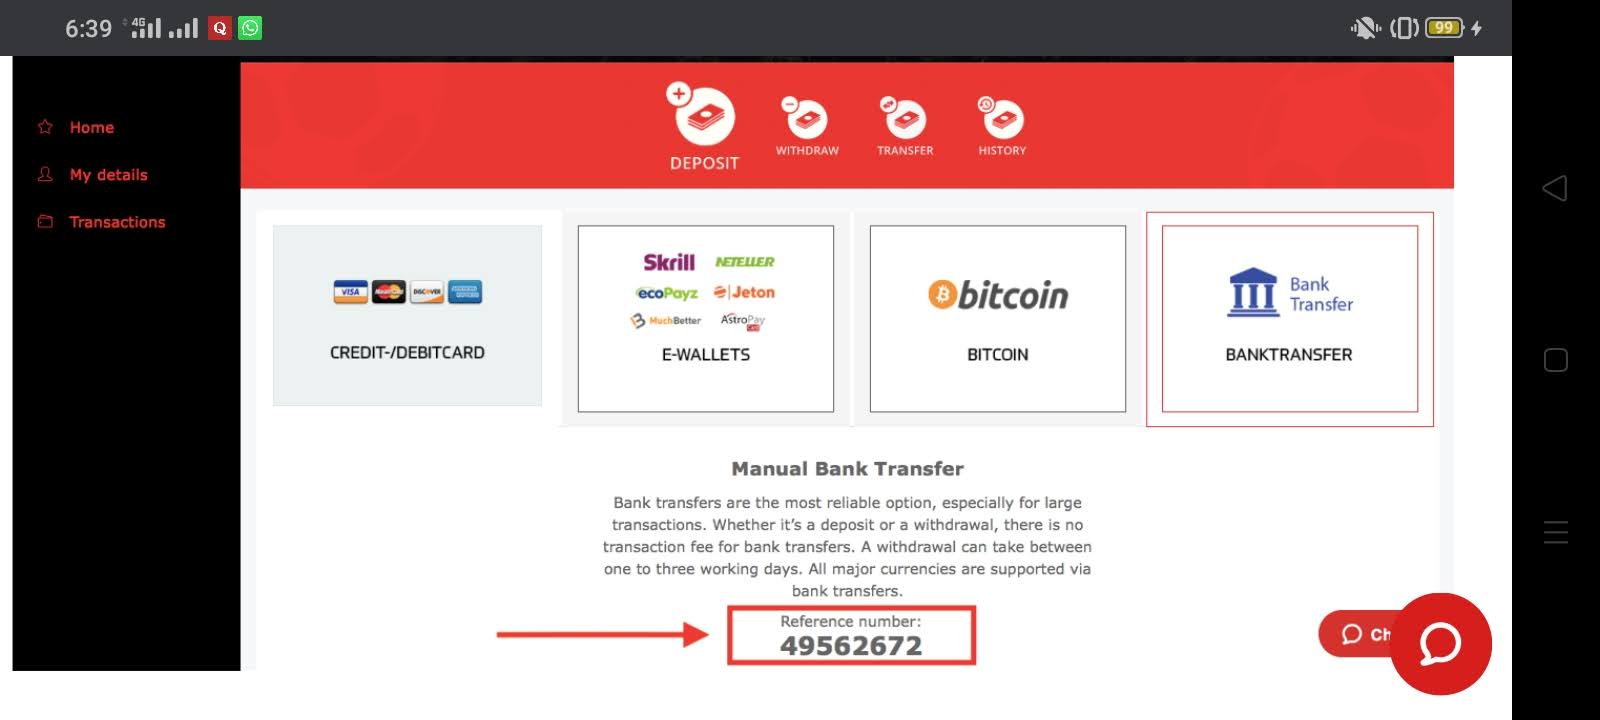 6:39 4G Q 99
Home
My details
Transactions
DEPOSIT
WITHDRAW
TRANSFER
HISTORY
VISA MasterCard DISCOVER
CREDIT-/DEBITCARD
Skrill NETELLER
ecoPayz Jeton
MuchBetter AstroPay
E-WALLETS
bitcoin
BITCOIN
Bank
Transfer
BANKTRANSFER
Manual Bank Transfer
Bank transfers are the most reliable option, especially for large
transactions. Whether it’s a deposit or a withdrawal, there is no
transaction fee for bank transfers. A withdrawal can take between
one to three working days. All major currencies are supported via
bank transfers.
Reference number:
49562672
Ch